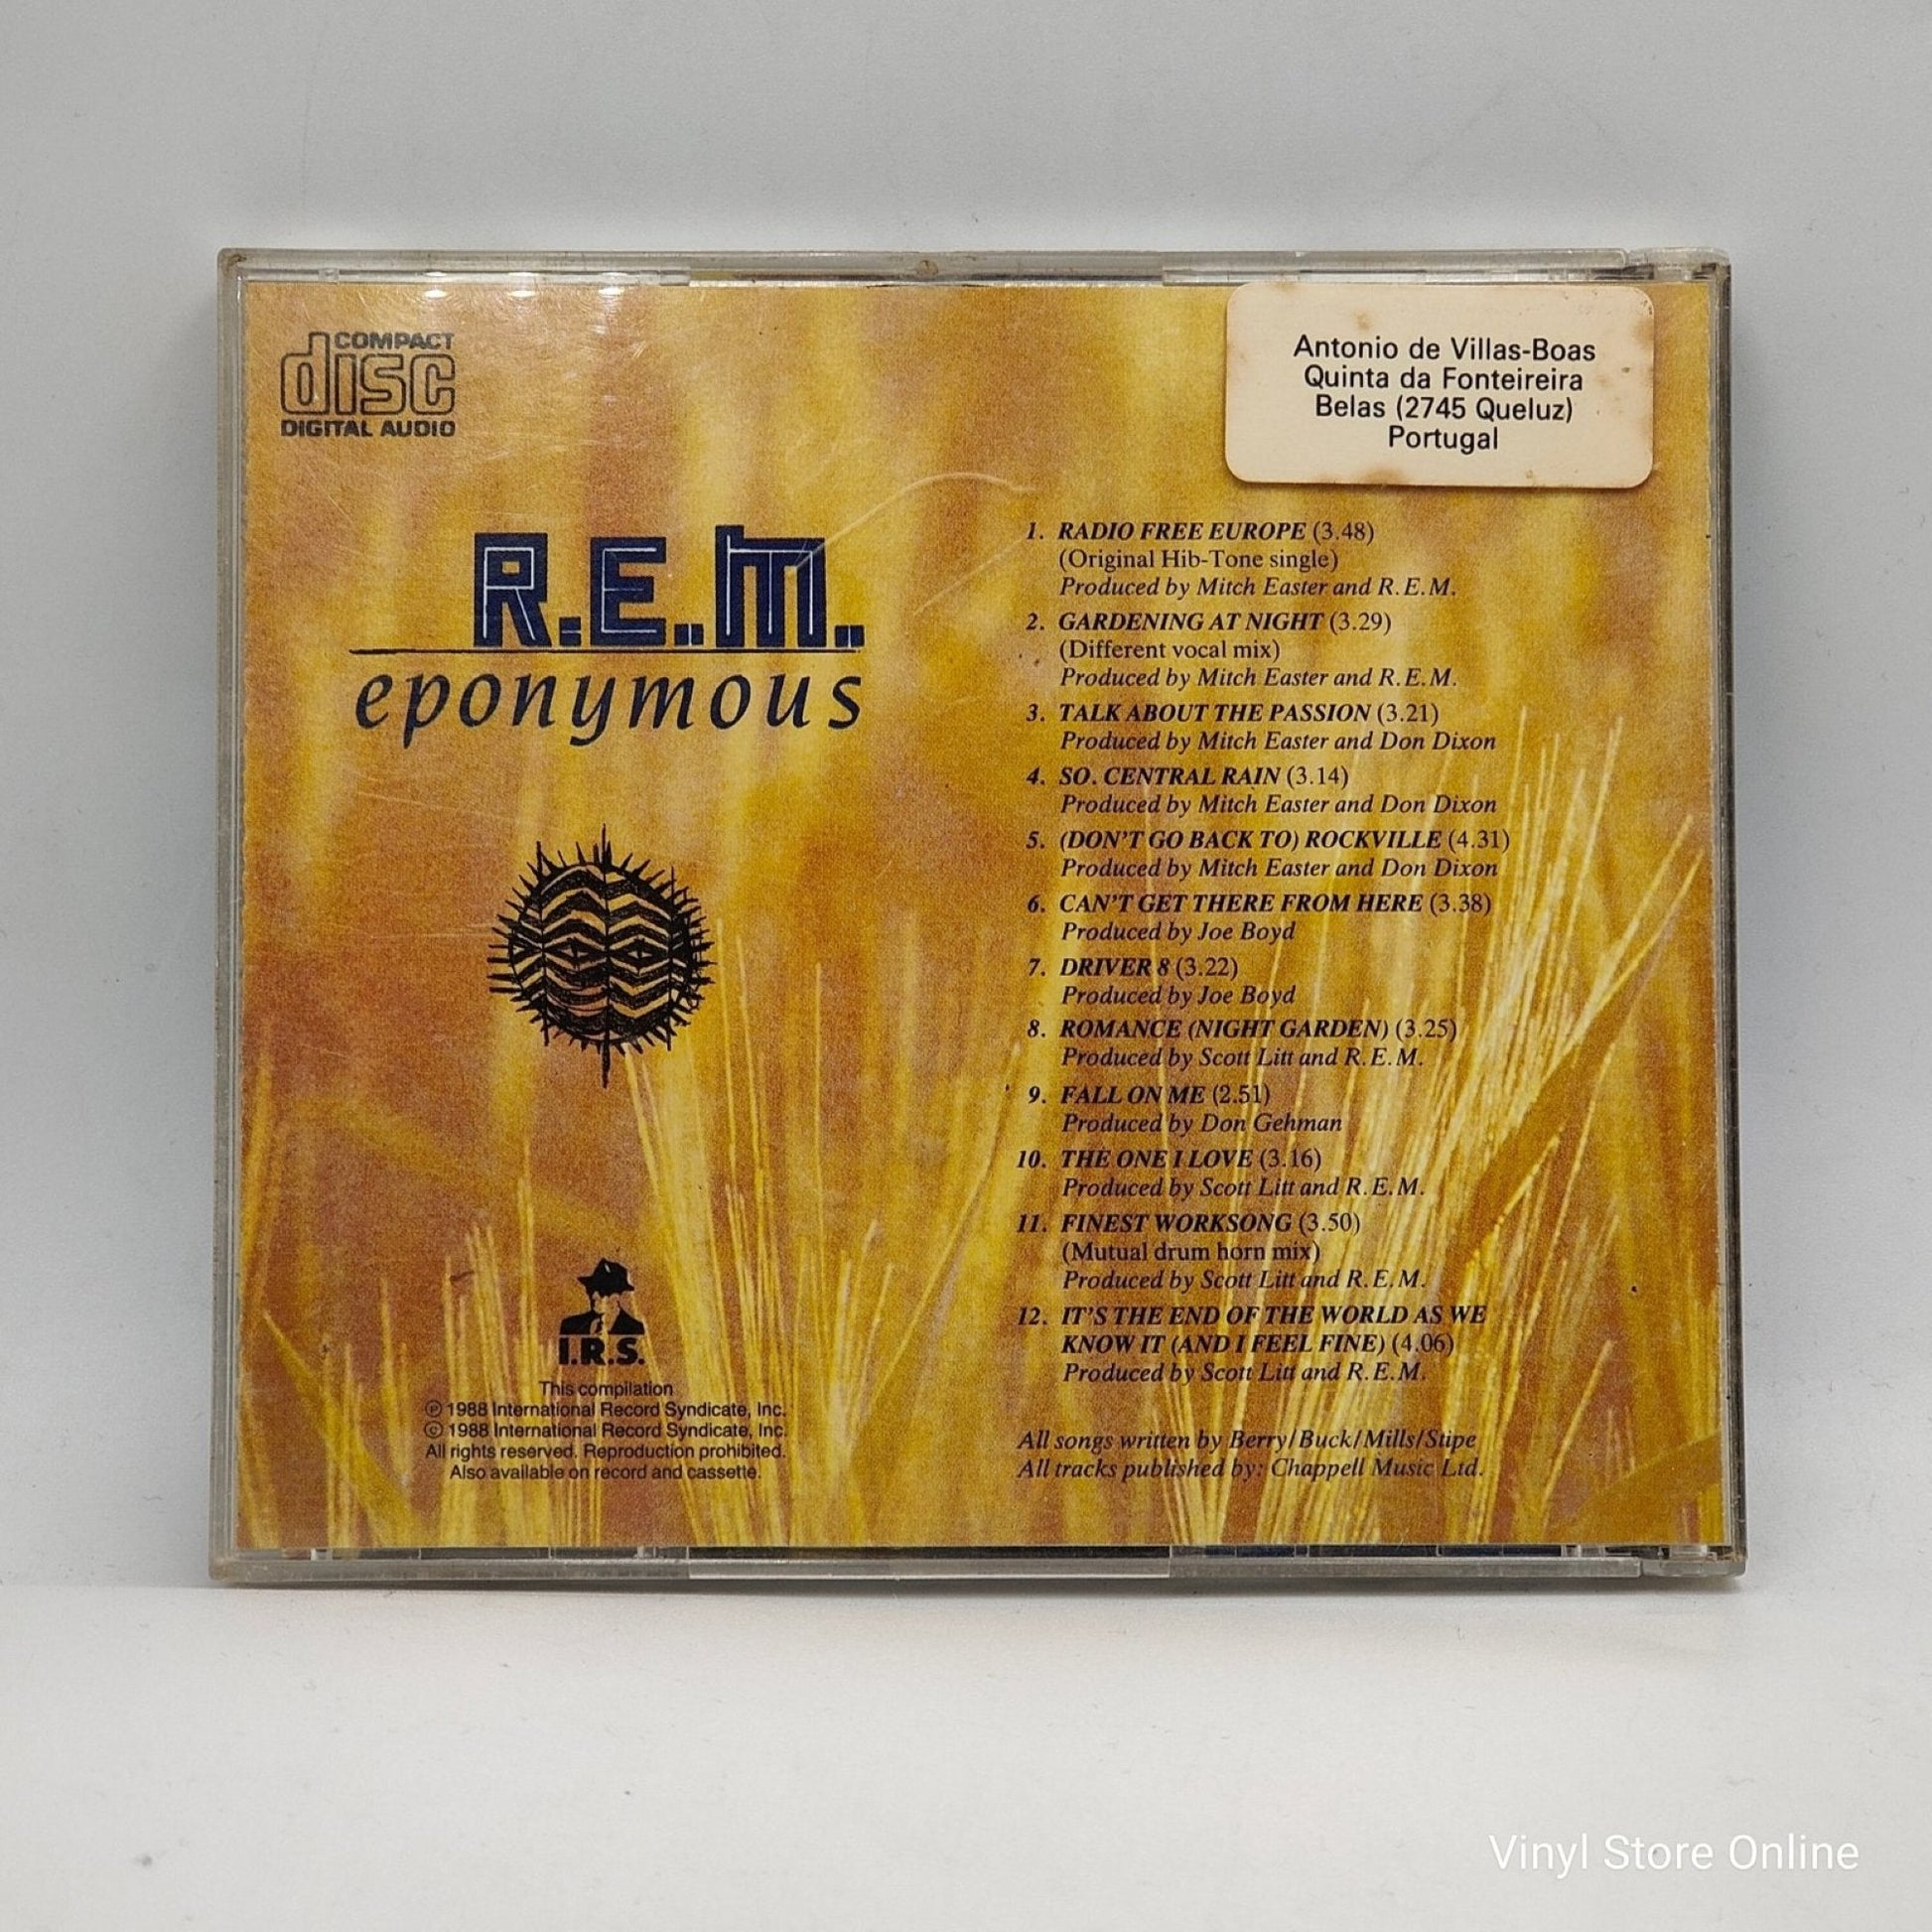 COMPACT
disc
DIGITAL AUDIO
Antonio de Villas-Boas
Quinta da Fonteireira
Belas (2745 Queluz)
Portugal
R.E.M.
eponymous
1. RADIO FREE EUROPE (3.48)
(Original Hib-Tone single)
Produced by Mitch Easter and R.E.M.
2. GARDENING AT NIGHT (3.29)
(Different vocal mix)
Produced by Mitch Easter and R.E.M.
3. TALK ABOUT THE PASSION (3.21)
Produced by Mitch Easter and Don Dixon
4. SO. CENTRAL RAIN (3.14)
Produced by Mitch Easter and Don Dixon
5. (DON'T GO BACK TO) ROCKVILLE (4.31)
Produced by Mitch Easter and Don Dixon
6. CAN'T GET THERE FROM HERE (3.38)
Produced by Joe Boyd
7. DRIVER 8 (3.22)
Produced by Joe Boyd
8. ROMANCE (NIGHT GARDEN) (3.25)
Produced by Scott Litt and R.E.M.
9. FALL ON ME (2.51)
Produced by Don Gehman
10. THE ONE I LOVE (3.16)
Produced by Scott Litt and R.E.M.
11. FINEST WORKSONG (3.50)
(Mutual drum horn mix)
Produced by Scott Litt and R.E.M.
12. IT'S THE END OF THE WORLD AS WE
KNOW IT (AND I FEEL FINE) (4.06)
Produced by Scott Litt and R.E.M.
All songs written by Berry/Buck/Mills/Stipe
All tracks published by: Chappell Music Ltd.
I.R.S.
This compilation
℗ 1988 International Record Syndicate, Inc.
© 1988 International Record Syndicate, Inc.
All rights reserved. Reproduction prohibited.
Also available on record and cassette.
Vinyl Store Online